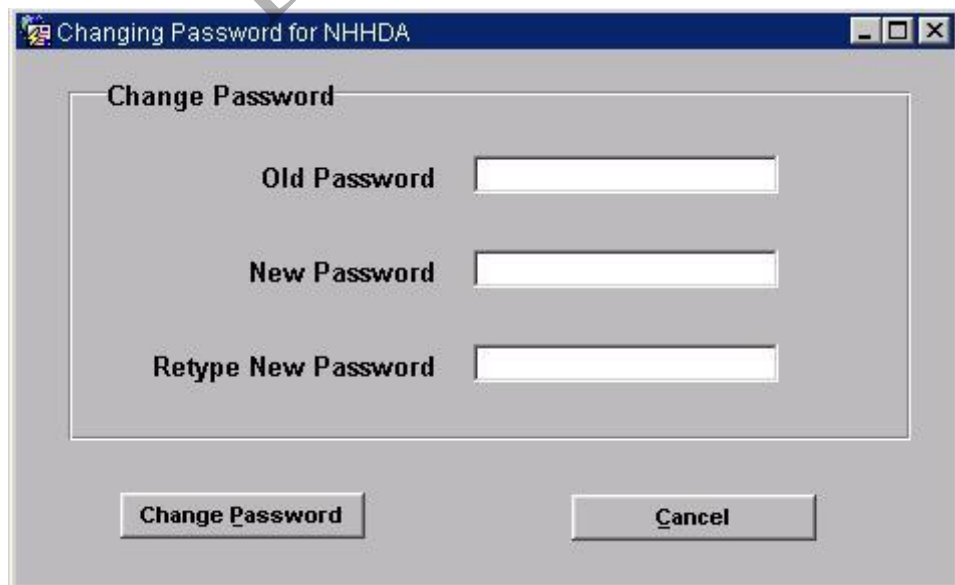 Changing Password for NHHDA
Change Password
Old Password
New Password
Retype New Password
Change Password
Cancel